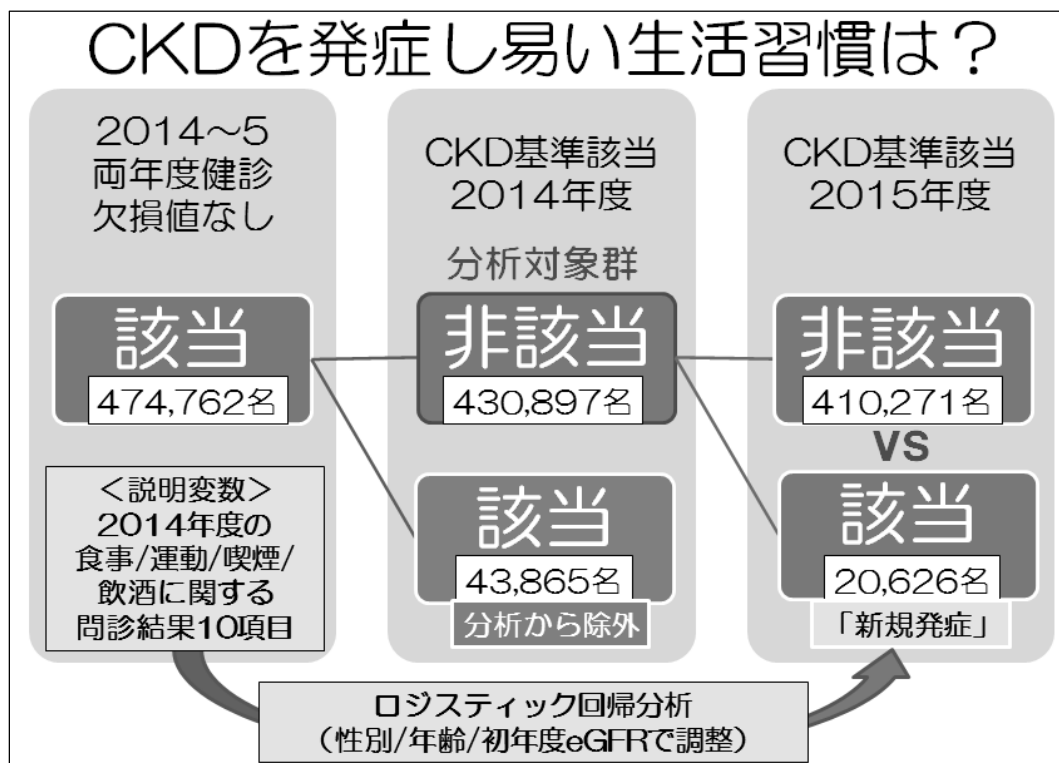 CKDを発症し易い生活習慣は？
2014～5
両年度健診
欠損値なし
該当
474,762名
＜説明変数＞
2014年度の
食事/運動/喫煙/
飲酒に関する
問診結果10項目
CKD基準該当
2014年度
分析対象群
非該当
430,897名
該当
43,865名
分析から除外
CKD基準該当
2015年度
非該当
410,271名
VS
該当
20,626名
「新規発症」
ロジスティック回帰分析
（性別/年齢/初年度eGFRで調整）